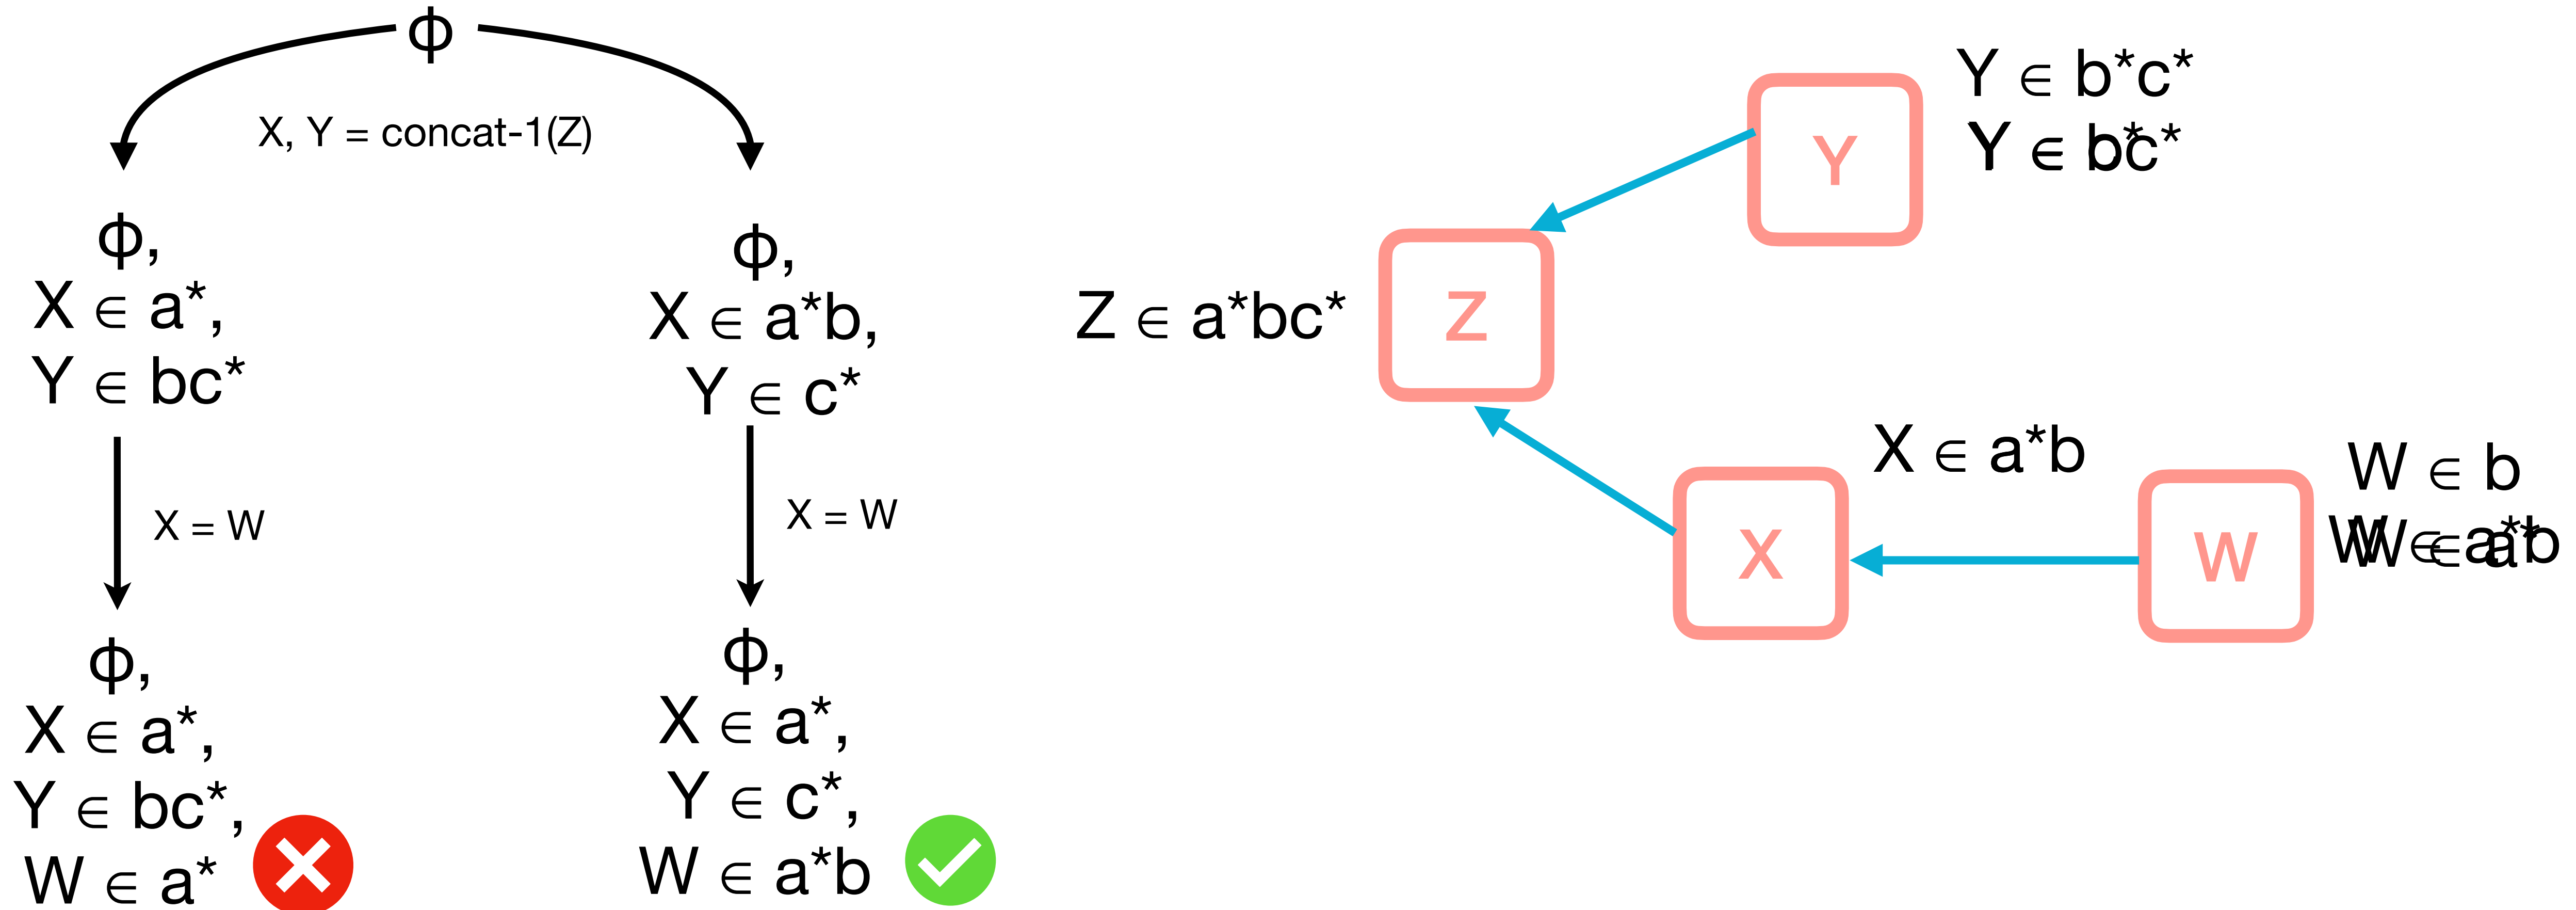 ϕ
X, Y = concat-1(Z)
ϕ,
X ∈ a*,
Y ∈ bc*
ϕ,
X ∈ a*b,
Y ∈ c*
X = W
X = W
ϕ,
X ∈ a*,
Y ∈ bc*,
W ∈ a*
ϕ,
X ∈ a*,
Y ∈ c*,
W ∈ a*b
Y ∈ b*c*
Y
Z ∈ a*bc*
Z
X ∈ a*b
X
W ∈ b
W